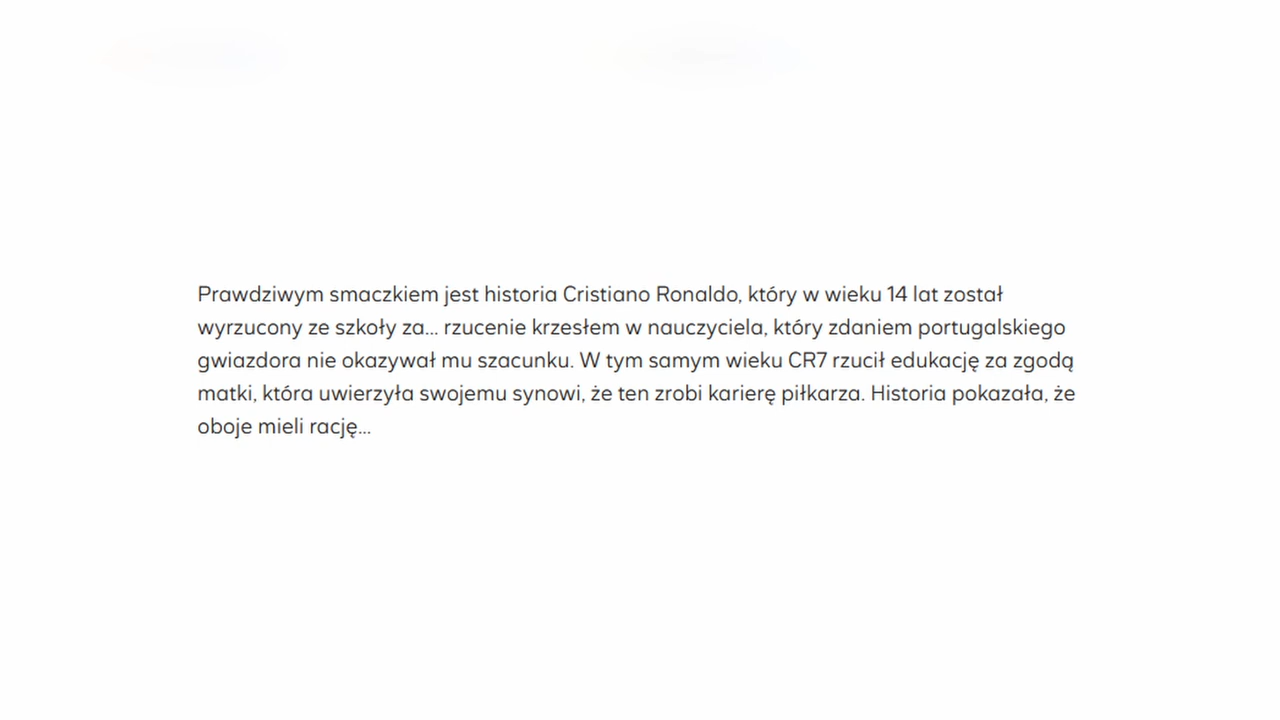 Prawdziwym smaczkiem jest historia Cristiano Ronaldo, który w wieku 14 lat został
wyrzucony ze szkoły za... rzucenie krzesłem w nauczyciela, który zdaniem portugalskiego
gwiazdora nie okazywał mu szacunku. W tym samym wieku CR7 rzucił edukację za zgodą
matki, która uwierzyła swojemu synowi, że ten zrobi karierę piłkarza. Historia pokazała, że
oboje mieli rację...